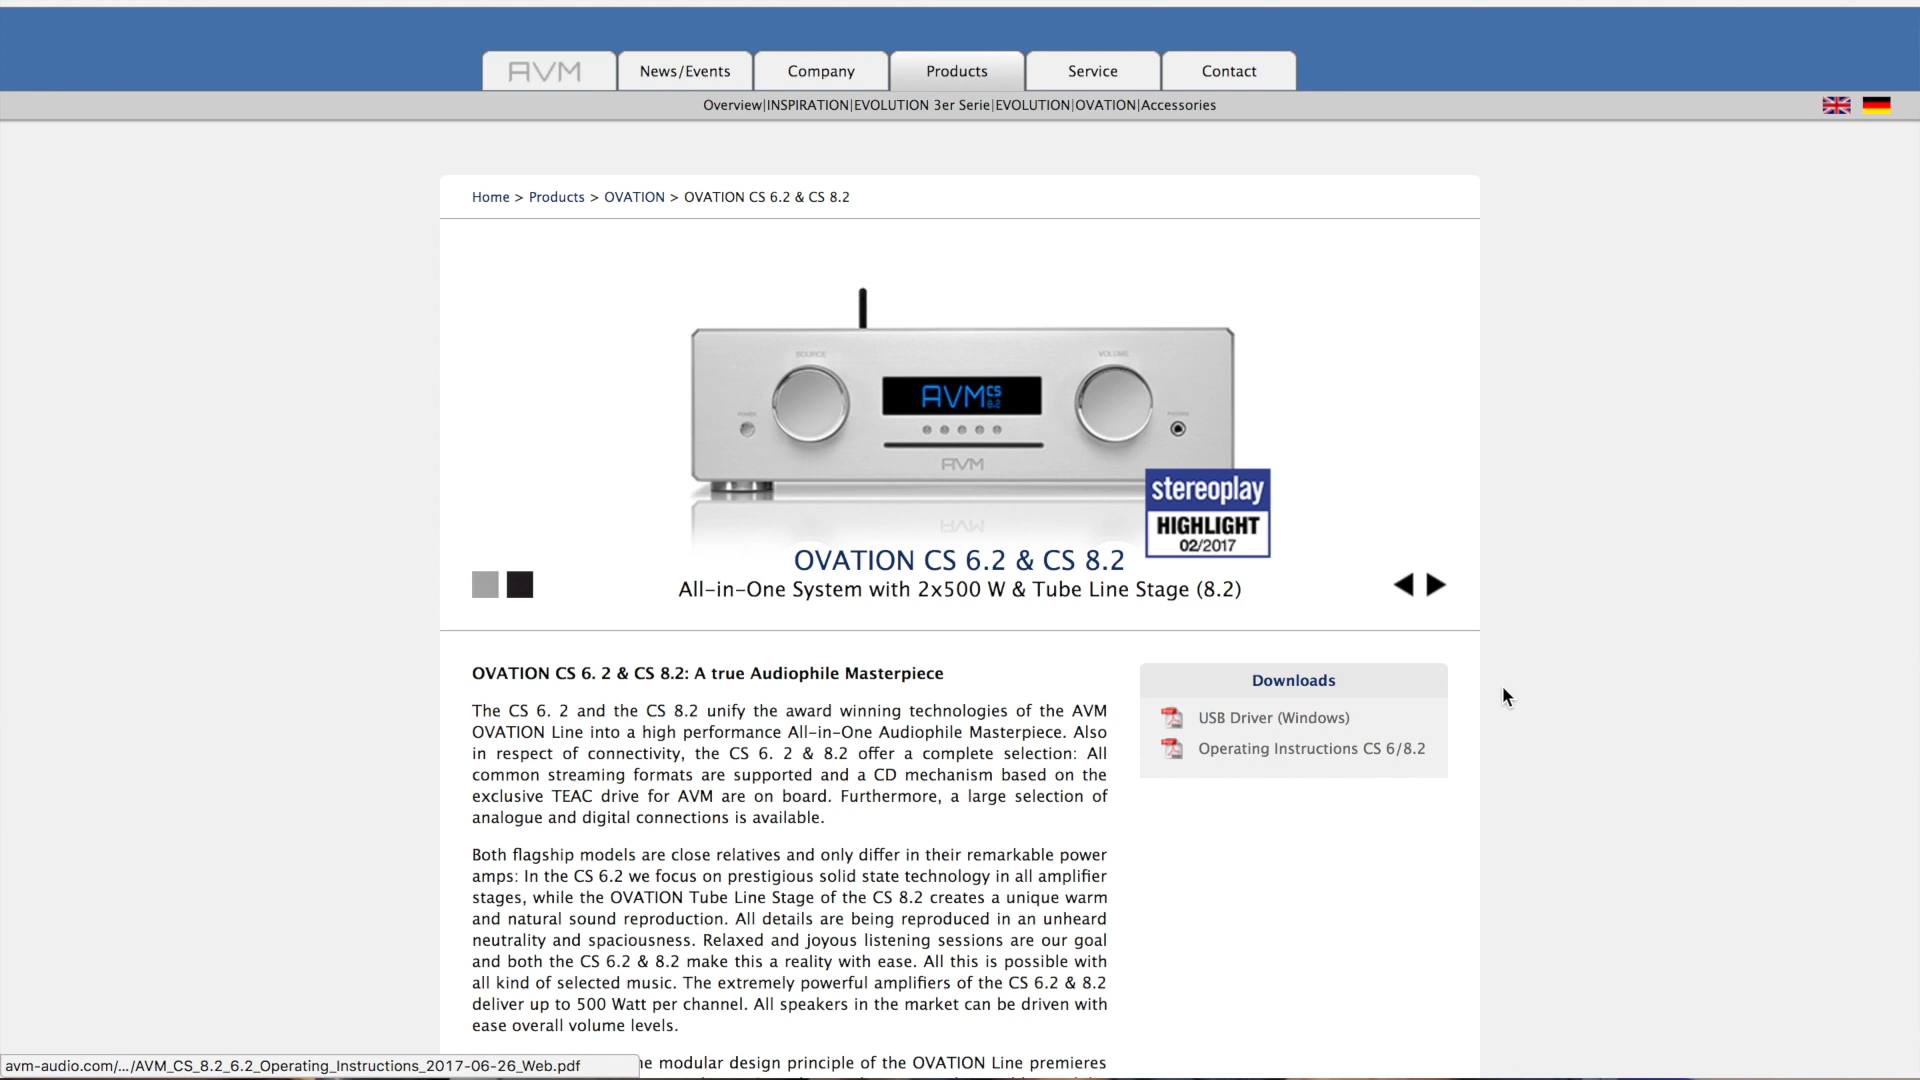 AVM
News/Events
Company
Products
Service
Contact
Overview|INSPIRATION|EVOLUTION 3er Serie|EVOLUTION|OVATION|Accessories
Home > Products > OVATION > OVATION CS 6.2 & CS 8.2
SOURCE
VOLUME
AVM CS 8.2
POWER
PHONES
AVM
stereoplay
HIGHLIGHT
02/2017
OVATION CS 6.2 & CS 8.2
All-in-One System with 2x500 W & Tube Line Stage (8.2)
OVATION CS 6. 2 & CS 8.2: A true Audiophile Masterpiece
The CS 6. 2 and the CS 8.2 unify the award winning technologies of the AVM
OVATION Line into a high performance All-in-One Audiophile Masterpiece. Also
in respect of connectivity, the CS 6. 2 & 8.2 offer a complete selection: All
common streaming formats are supported and a CD mechanism based on the
exclusive TEAC drive for AVM are on board. Furthermore, a large selection of
analogue and digital connections is available.
Both flagship models are close relatives and only differ in their remarkable power
amps: In the CS 6.2 we focus on prestigious solid state technology in all amplifier
stages, while the OVATION Tube Line Stage of the CS 8.2 creates a unique warm
and natural sound reproduction. All details are being reproduced in an unheard
neutrality and spaciousness. Relaxed and joyous listening sessions are our goal
and both the CS 6.2 & 8.2 make this a reality with ease. All this is possible with
all kind of selected music. The extremely powerful amplifiers of the CS 6.2 & 8.2
deliver up to 500 Watt per channel. All speakers in the market can be driven with
ease overall volume levels.
modular design principle of the OVATION Line premieres
Downloads
USB Driver (Windows)
Operating Instructions CS 6/8.2
avm-audio.com/.../AVM_CS_8.2_6.2_Operating_Instructions_2017-06-26_Web.pdf